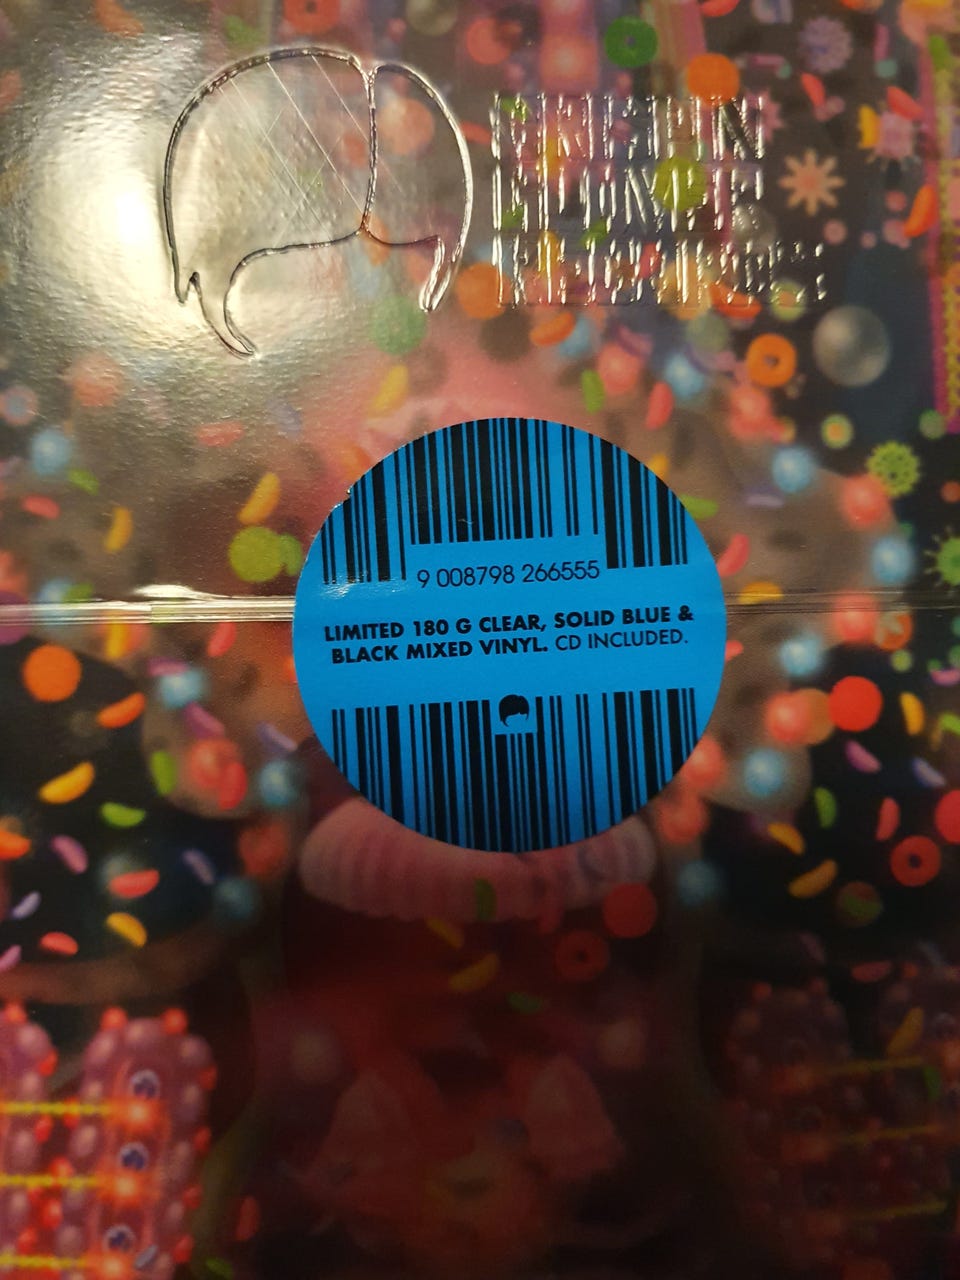 9 008798 266555
LIMITED 180 G CLEAR, SOLID BLUE &
BLACK MIXED VINYL. CD INCLUDED.